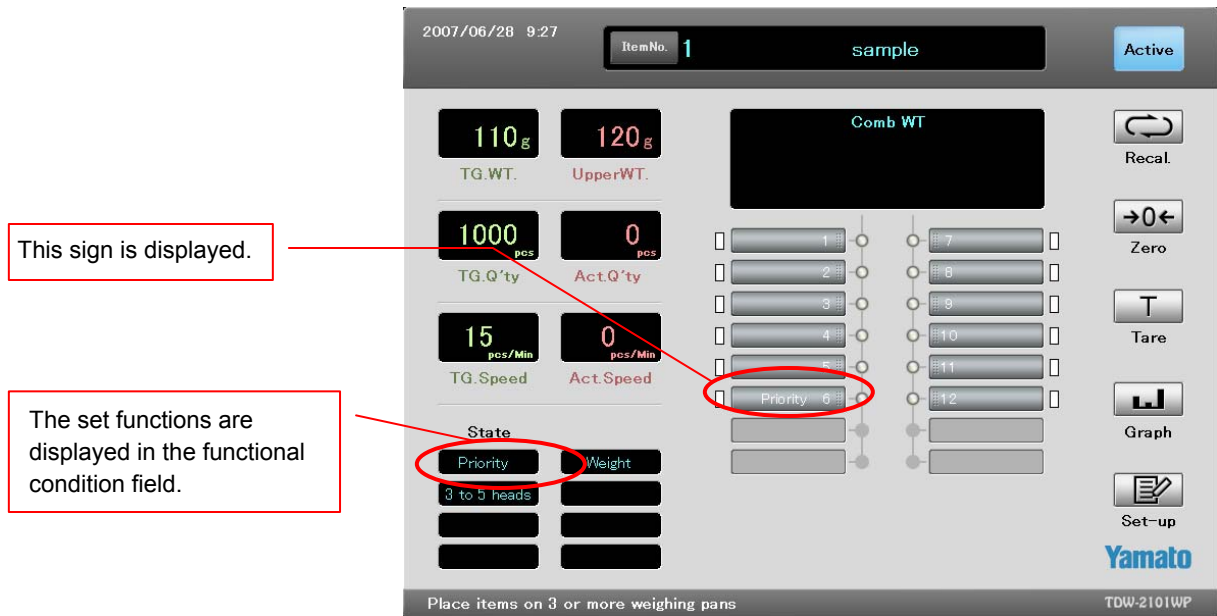 2007/06/28 9:27
ItemNo. 1 sample
Active
110g
120g
TG.WT.
UpperWT.
Comb WT
Recal.
This sign is displayed.
1000 pcs
0 pcs
TG.Q'ty
Act.Q'ty
→0←
Zero
1 7
2 8
3 9
4 10
5 11
Priority 6 12
15 pcs/Min
0 pcs/Min
TG.Speed
Act.Speed
T
Tare
The set functions are
displayed in the functional
condition field.
State
Priority
Weight
3 to 5 heads
Graph
Set-up
Yamato
Place items on 3 or more weighing pans
TDW-2101WP